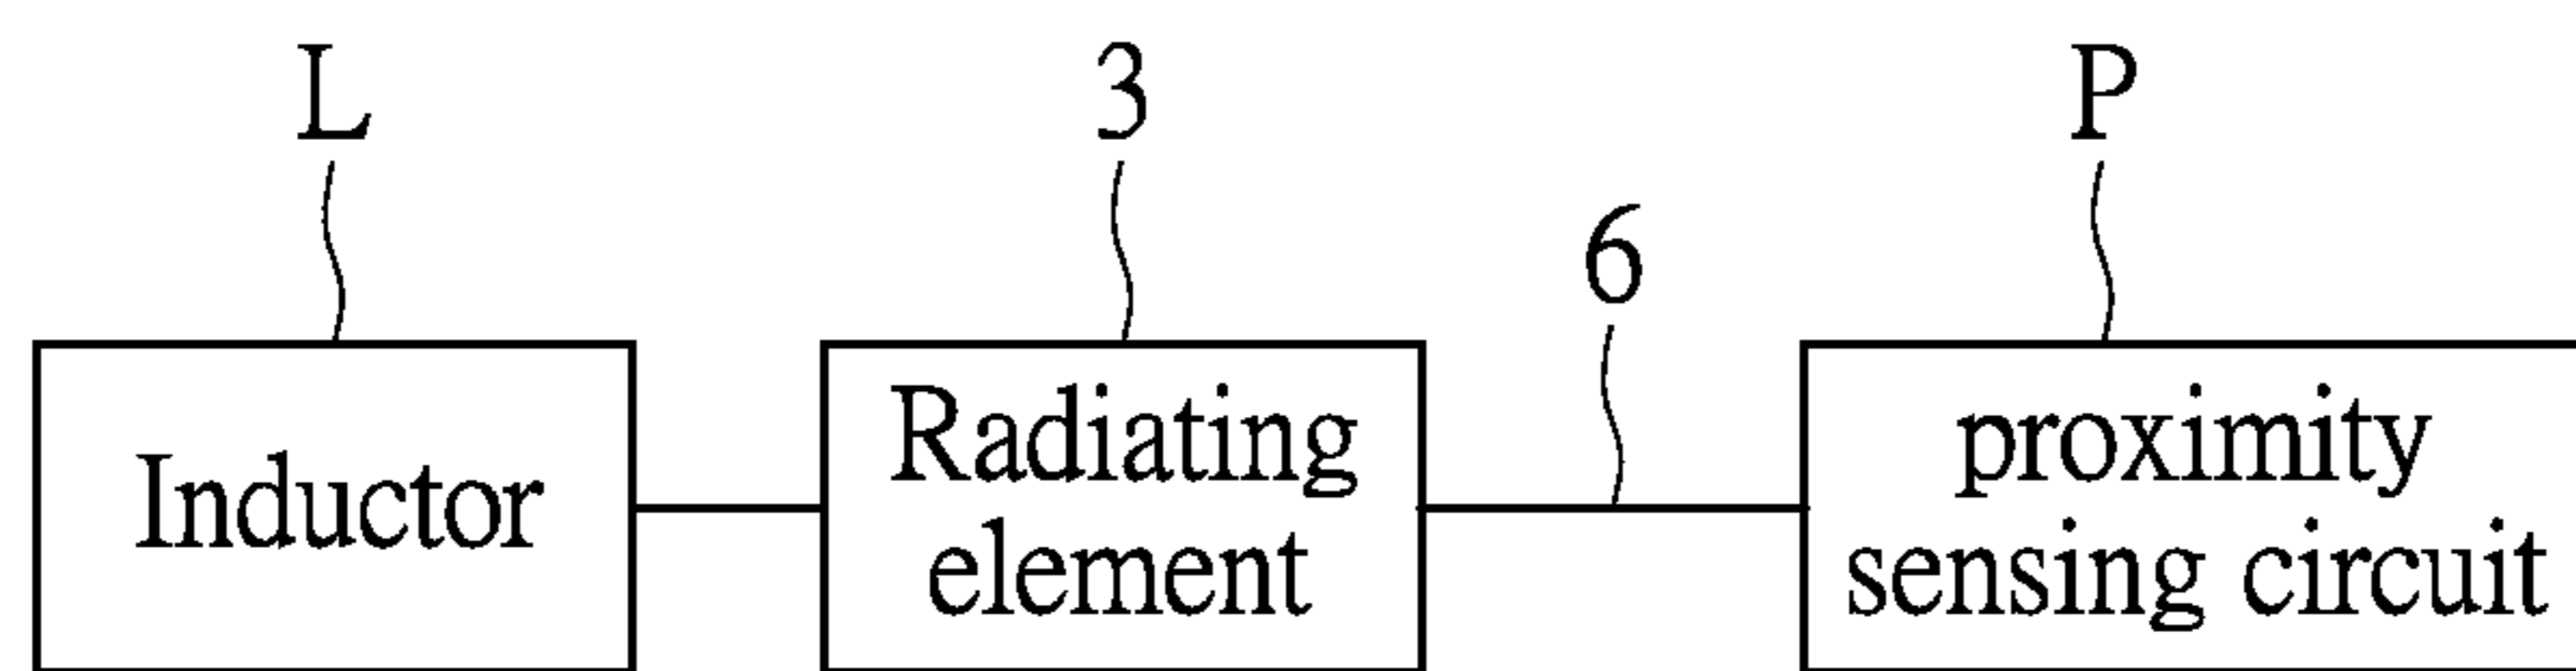 L
3
P
6
Inductor
Radiating
element
proximity
sensing circuit